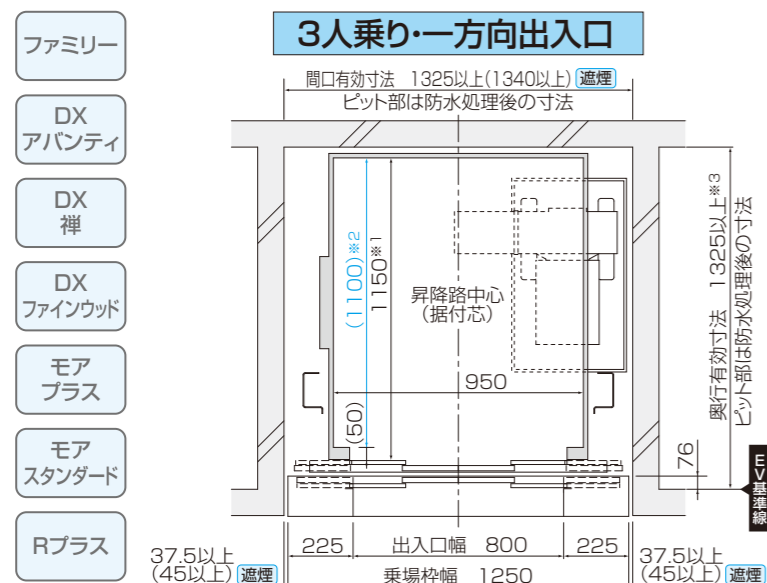 ファミリー
DX
アバンティ
DX
禅
DX
ファインウッド
モア
プラス
モア
スタンダード
Rプラス
3人乗り・一方向出入口
間口有効寸法 1325以上(1340以上) 遮煙
ピット部は防水処理後の寸法
(1100)※2
1150※1
昇降路中心
(据付芯)
950
(50)
奥行有効寸法 1325以上※3
ピット部は防水処理後の寸法
76
EV基準線
225
出入口幅 800
225
37.5以上
(45以上) 遮煙
乗場枠幅 1250
37.5以上
(45以上) 遮煙